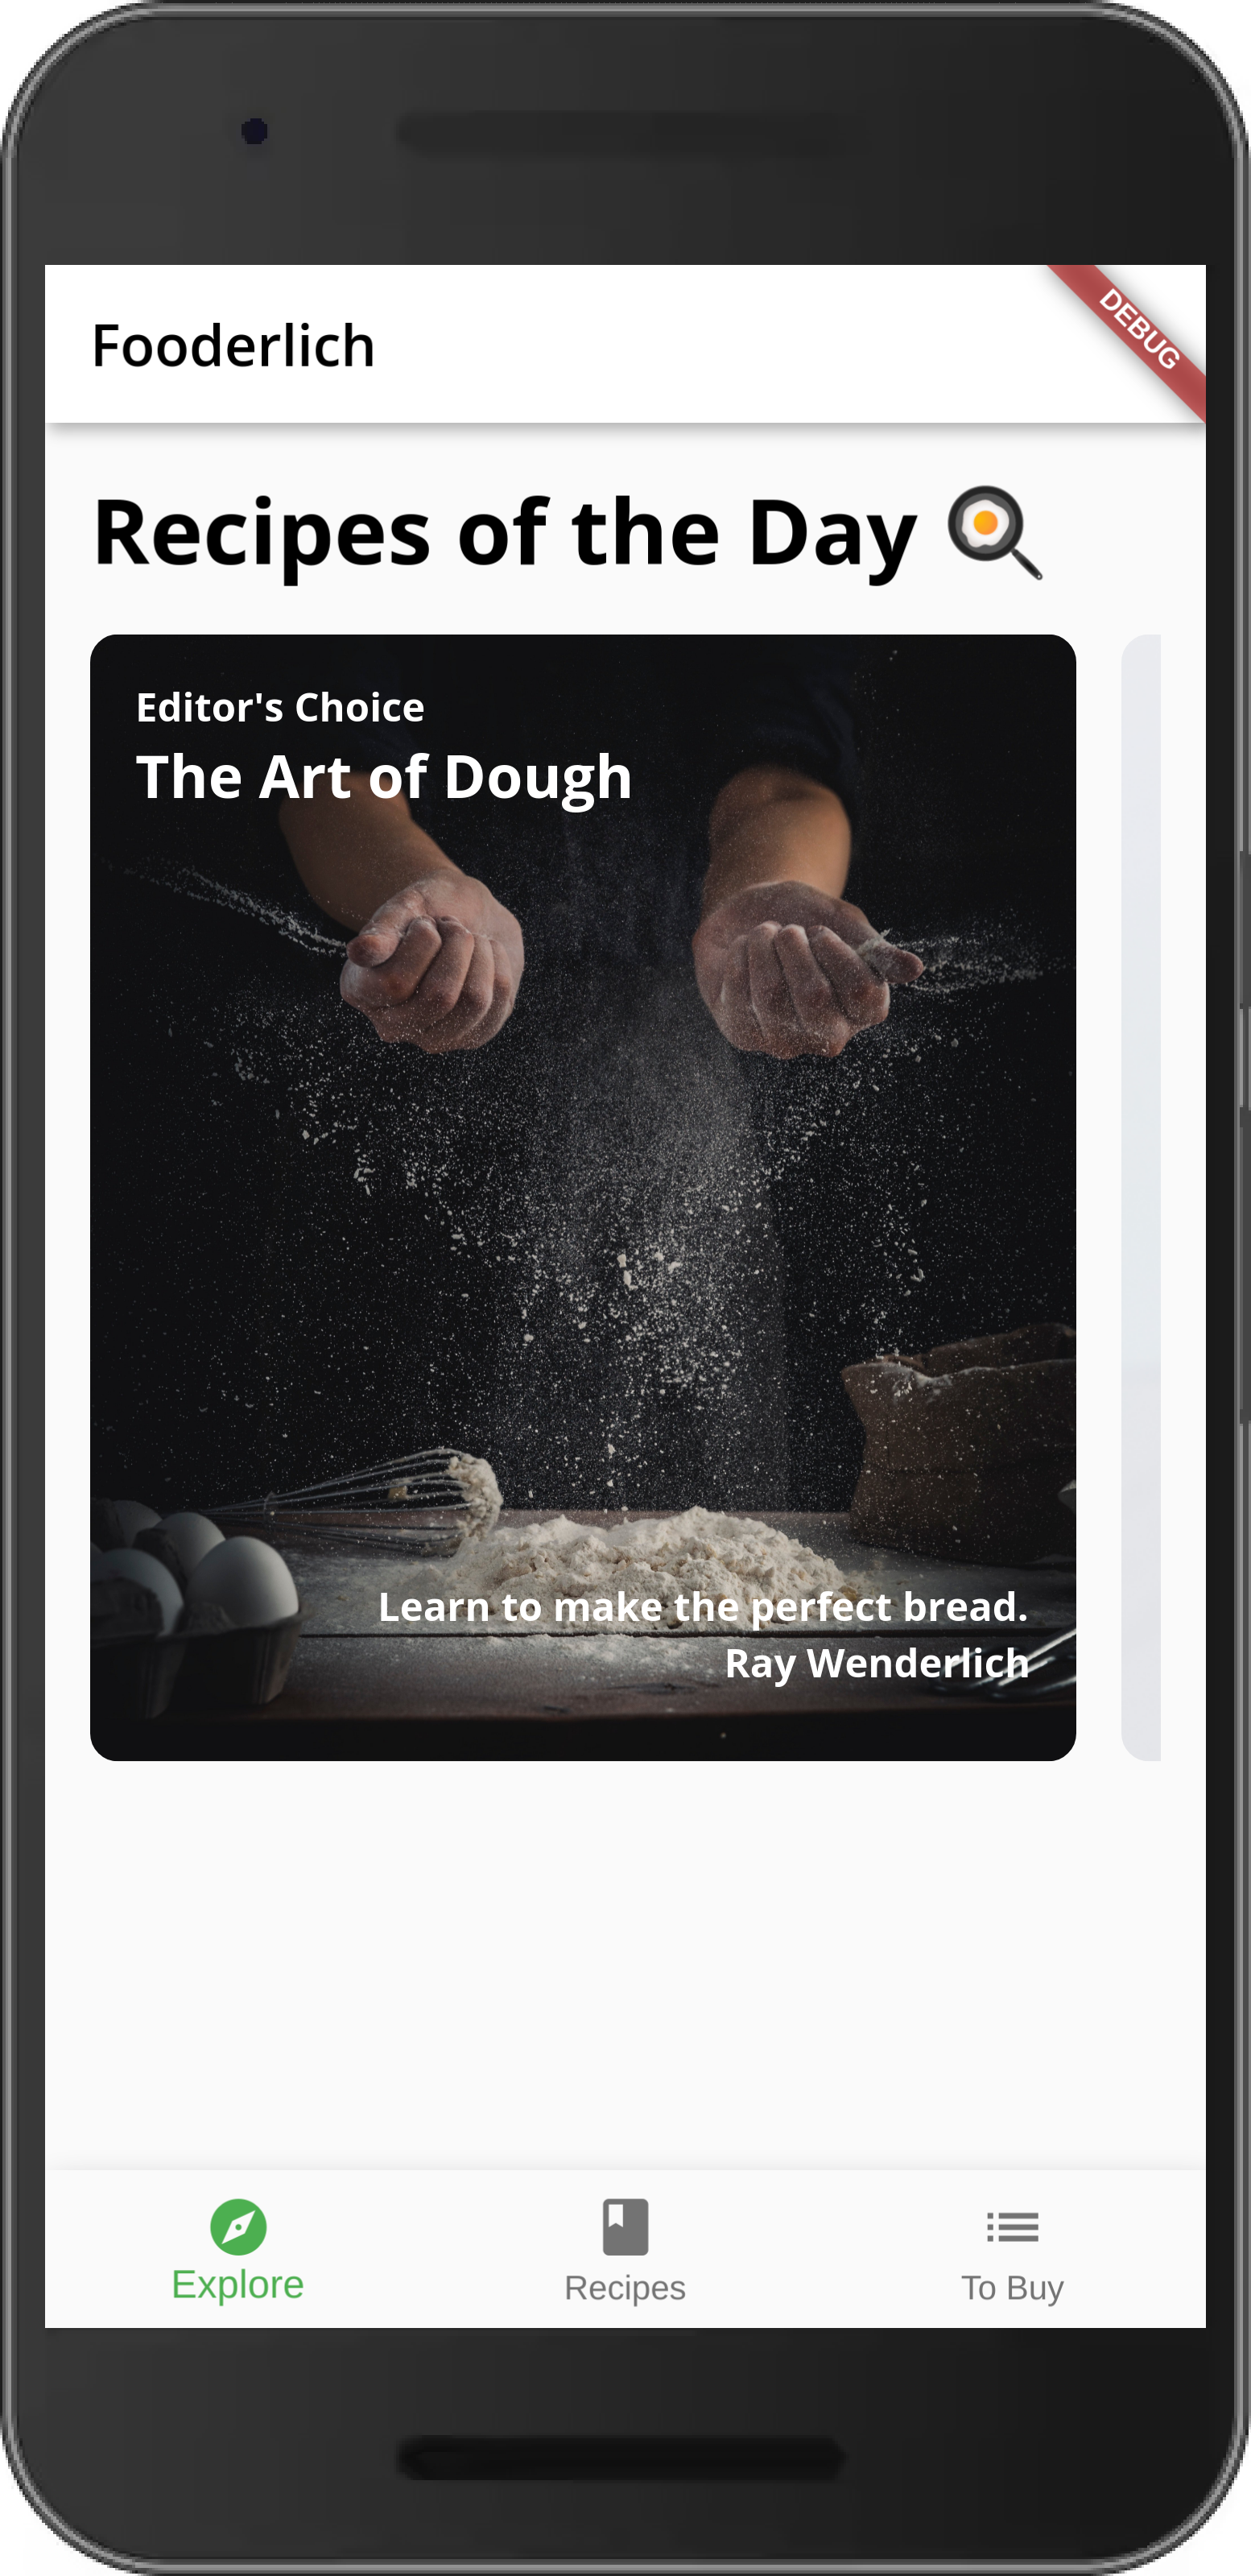 Fooderlich
DEBUG
Recipes of the Day 🍳
Editor's Choice
The Art of Dough
Learn to make the perfect bread.
Ray Wenderlich
Explore
Recipes
To Buy